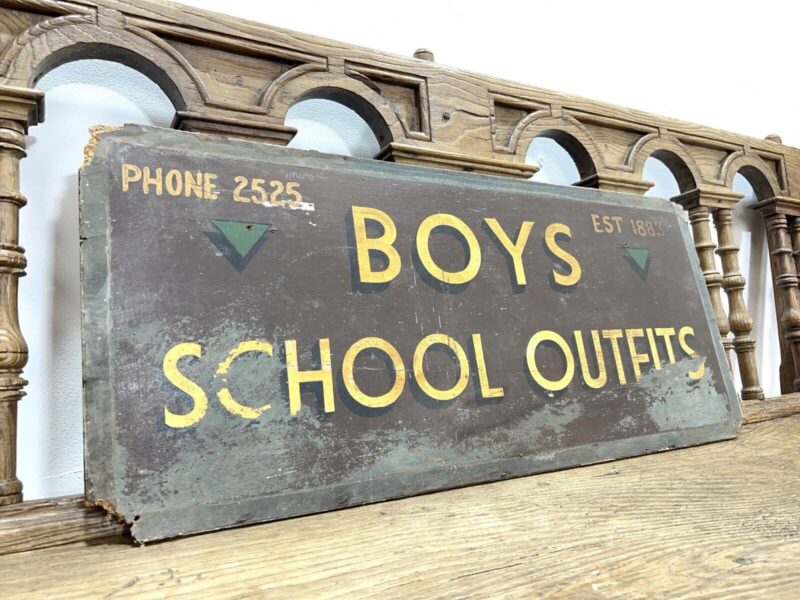 PHONE 2525
EST 1883
BOYS
SCHOOL OUTFITS